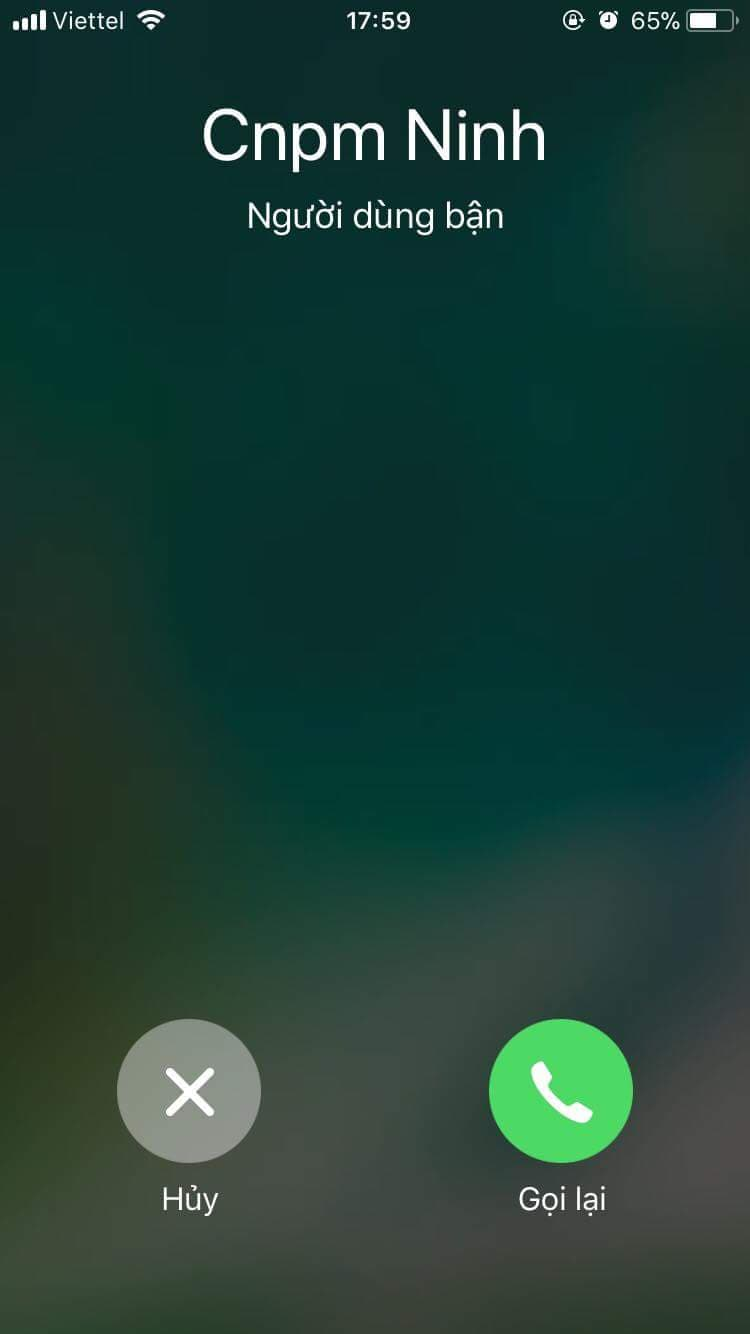 Viettel 17:59 65%
Cnpm Ninh
Người dùng bận
Hủy Gọi lại